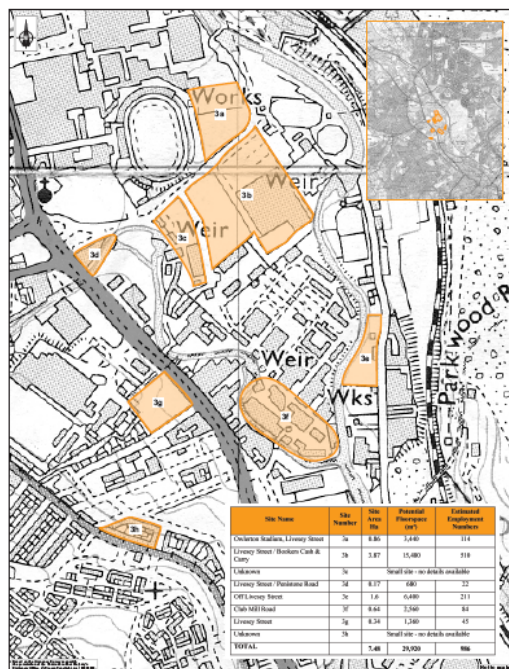 Works
3a
Weir
3b
3c
Weir
3d
Parkwood R
3e
Weir
Wks
3g
3f
3h
Site Name Site Number Site Area Ha Potential Floorspace (m²) Estimated Employment Numbers
Owlerton Stadium, Livesey Street 3a 0.86 3,440 114
Livesey Street / Bookers Cash & Carry 3b 3.87 15,480 510
Unknown 3c Small site - no details available
Livesey Street / Penistone Road 3d 0.17 680 22
Off Livesey Street 3e 1.6 6,400 211
Club Mill Road 3f 0.64 2,560 84
Livesey Street 3g 0.34 1,360 45
Unknown 3h Small site - no details available
TOTAL 7.48 29,920 986